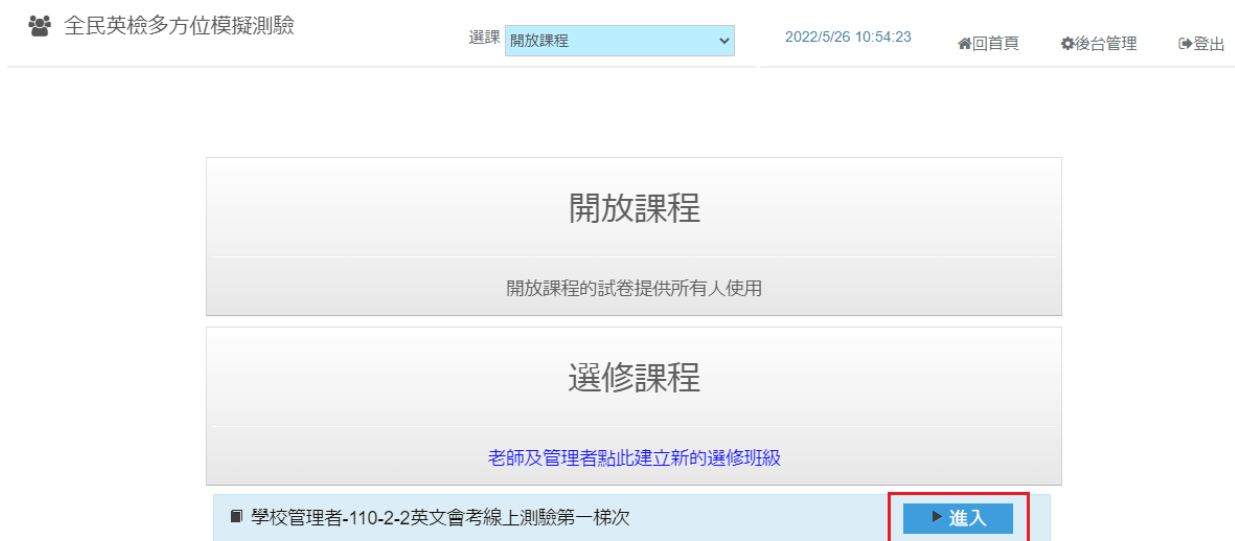 全民英檢多方位模擬測驗
選課 開放課程 2022/5/26 10:54:23 回首頁 後台管理 登出
開放課程
開放課程的試卷提供所有人使用
選修課程
老師及管理者點此建立新的選修班級
學校管理者-110-2-2英文會考線上測驗第一梯次 進入